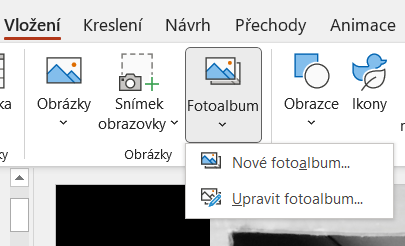 Vložení Kreslení Návrh Přechody Animace
Obrázky Snímek obrazovky Fotoalbum Obrazce Ikony
Obrázky
Nové fotoalbum...
Upravit fotoalbum...